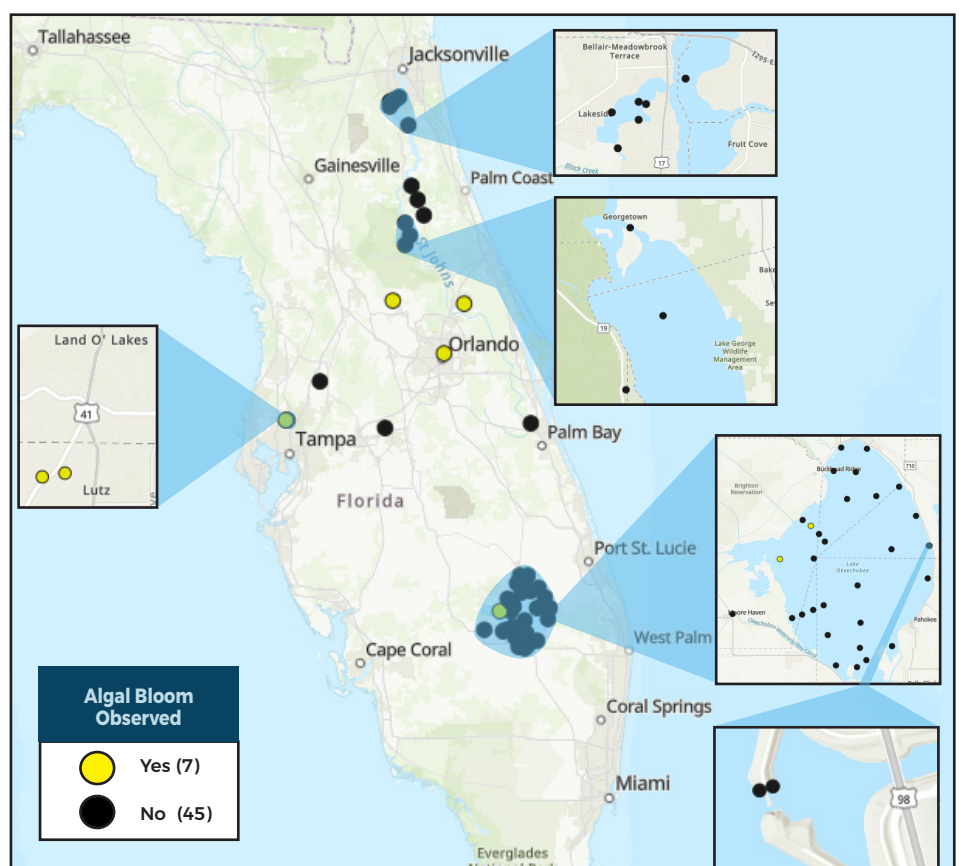 Tallahassee
Jacksonville
Gainesville
Palm Coast
St Johns
Orlando
Tampa
Palm Bay
Florida
Port St. Lucie
Cape Coral
West Palm
Coral Springs
Miami
Everglades
Bellair-Meadowbrook
Terrace
I295-E
Lakeside
Fruit Cove
17
Black Creek
Georgetown
19
Lake George
Wildlife
Management
Area
Land O' Lakes
41
Lutz
Buckhead Ridge
710
Brighton
Reservation
Lake
Okeechobee
Moore Haven
Pahokee
98
Algal Bloom
Observed
Yes (7)
No (45)